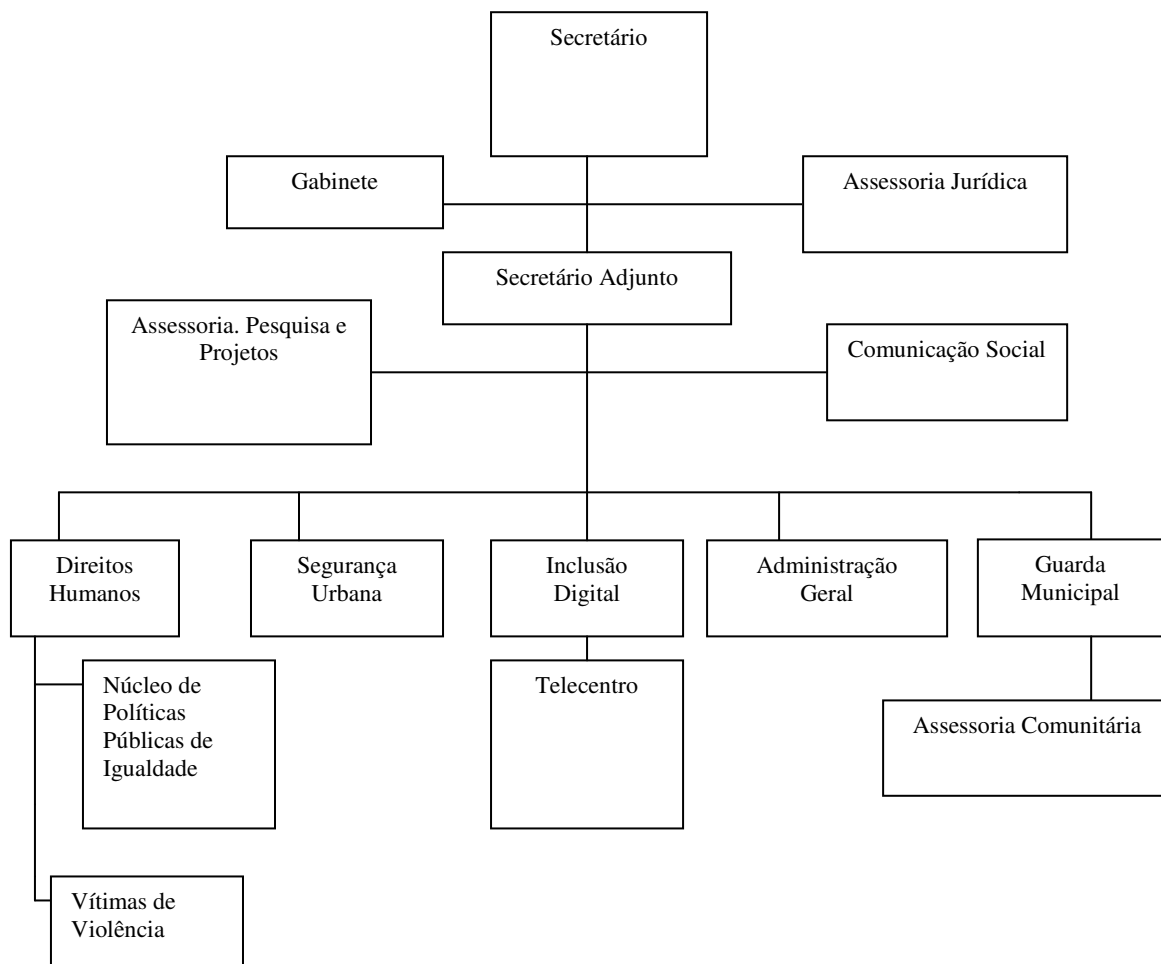 Secretário
Gabinete
Assessoria Jurídica
Secretário Adjunto
Assessoria. Pesquisa e
Projetos
Comunicação Social
Direitos
Humanos
Segurança
Urbana
Inclusão
Digital
Administração
Geral
Guarda
Municipal
Núcleo de
Políticas
Públicas de
Igualdade
Telecentro
Assessoria Comunitária
Vítimas de
Violência